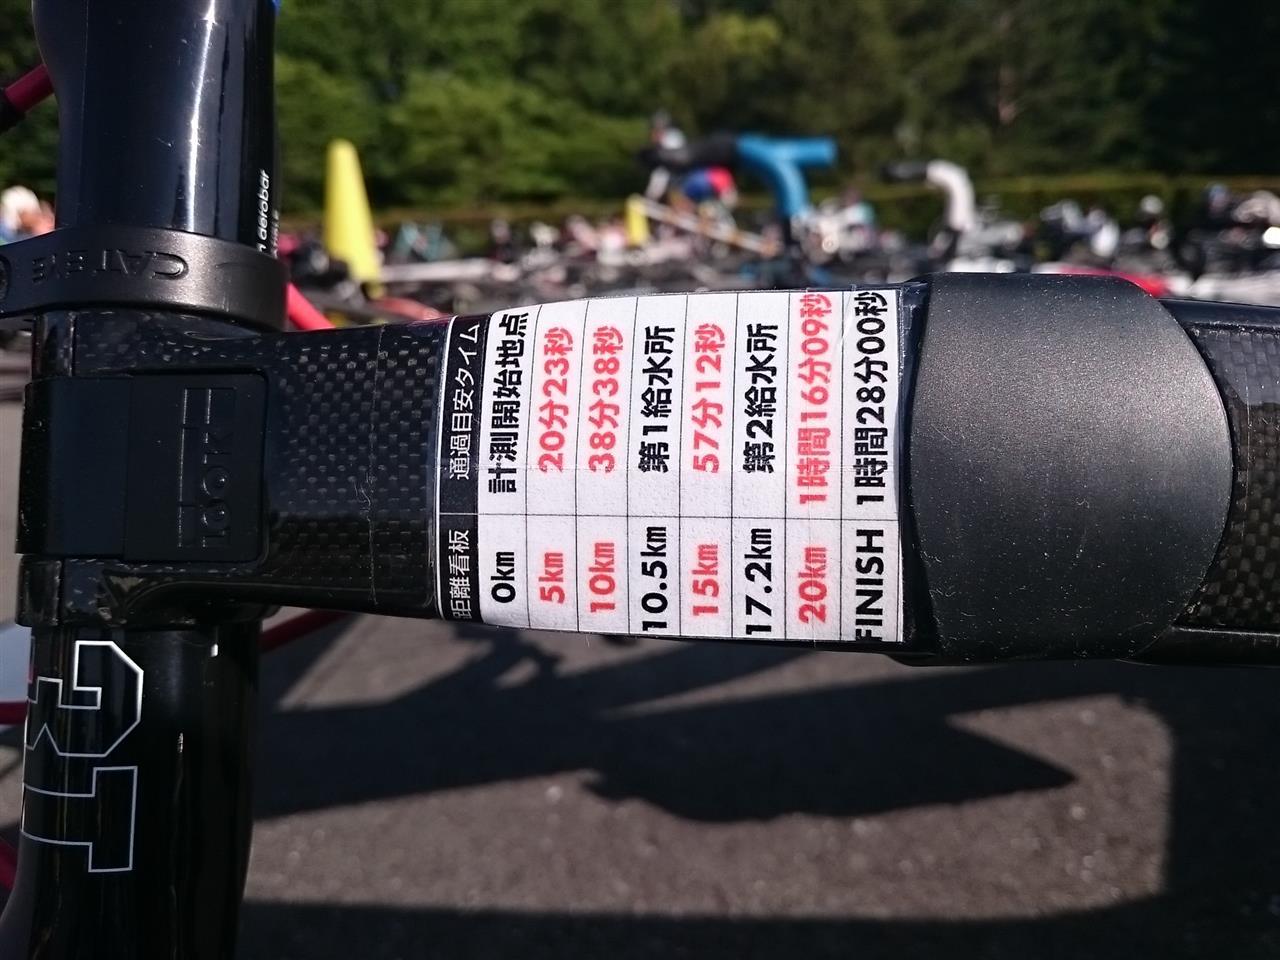 距離看板 通過目安タイム
0km 計測開始地点
5km 20分23秒
10km 38分38秒
10.5km 第1給水所
15km 57分12秒
17.2km 第2給水所
20km 1時間16分09秒
FINISH 1時間28分00秒
CATEYE
LOOK
aerobar